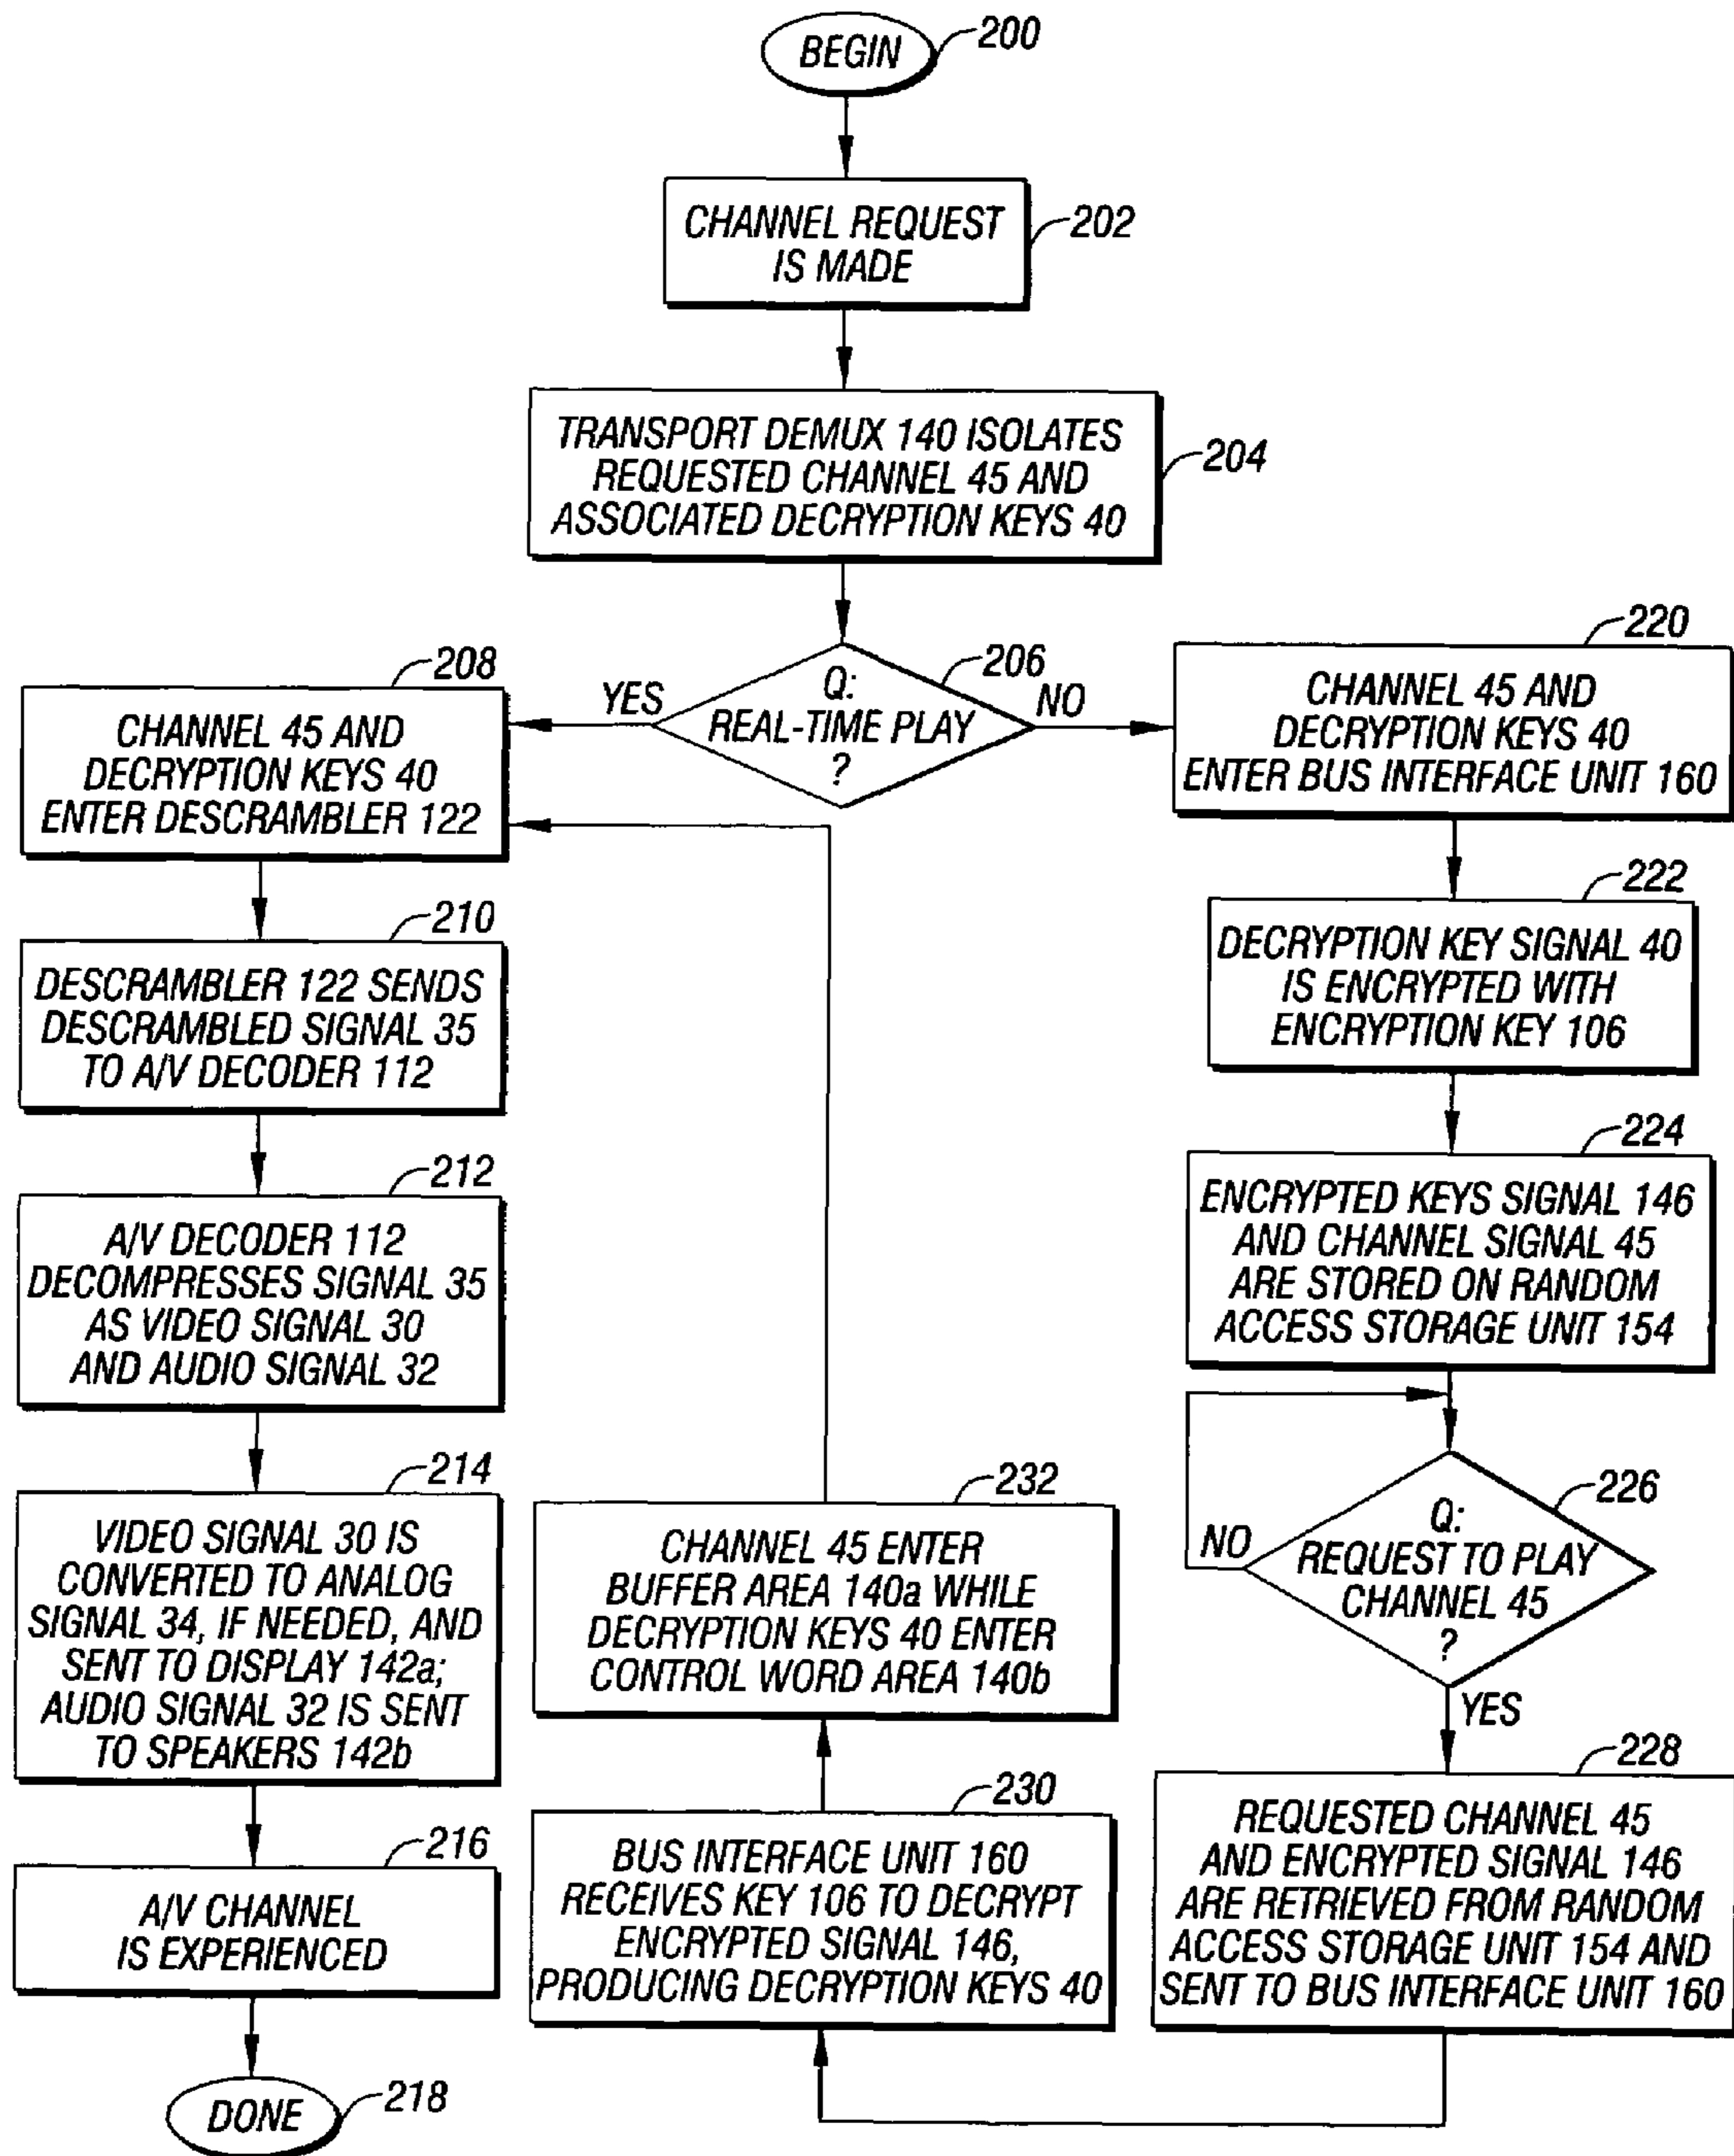 BEGIN
200
CHANNEL REQUEST
IS MADE
202
TRANSPORT DEMUX 140 ISOLATES
REQUESTED CHANNEL 45 AND
ASSOCIATED DECRYPTION KEYS 40
204
Q:
REAL-TIME PLAY
?
206
YES
NO
208
CHANNEL 45 AND
DECRYPTION KEYS 40
ENTER DESCRAMBLER 122
210
DESCRAMBLER 122 SENDS
DESCRAMBLED SIGNAL 35
TO A/V DECODER 112
212
A/V DECODER 112
DECOMPRESSES SIGNAL 35
AS VIDEO SIGNAL 30
AND AUDIO SIGNAL 32
214
VIDEO SIGNAL 30 IS
CONVERTED TO ANALOG
SIGNAL 34, IF NEEDED, AND
SENT TO DISPLAY 142a;
AUDIO SIGNAL 32 IS SENT
TO SPEAKERS 142b
216
A/V CHANNEL
IS EXPERIENCED
DONE
218
220
CHANNEL 45 AND
DECRYPTION KEYS 40
ENTER BUS INTERFACE UNIT 160
222
DECRYPTION KEY SIGNAL 40
IS ENCRYPTED WITH
ENCRYPTION KEY 106
224
ENCRYPTED KEYS SIGNAL 146
AND CHANNEL SIGNAL 45
ARE STORED ON RANDOM
ACCESS STORAGE UNIT 154
226
Q:
REQUEST TO PLAY
CHANNEL 45
?
NO
YES
228
REQUESTED CHANNEL 45
AND ENCRYPTED SIGNAL 146
ARE RETRIEVED FROM RANDOM
ACCESS STORAGE UNIT 154 AND
SENT TO BUS INTERFACE UNIT 160
230
BUS INTERFACE UNIT 160
RECEIVES KEY 106 TO DECRYPT
ENCRYPTED SIGNAL 146,
PRODUCING DECRYPTION KEYS 40
232
CHANNEL 45 ENTER
BUFFER AREA 140a WHILE
DECRYPTION KEYS 40 ENTER
CONTROL WORD AREA 140b